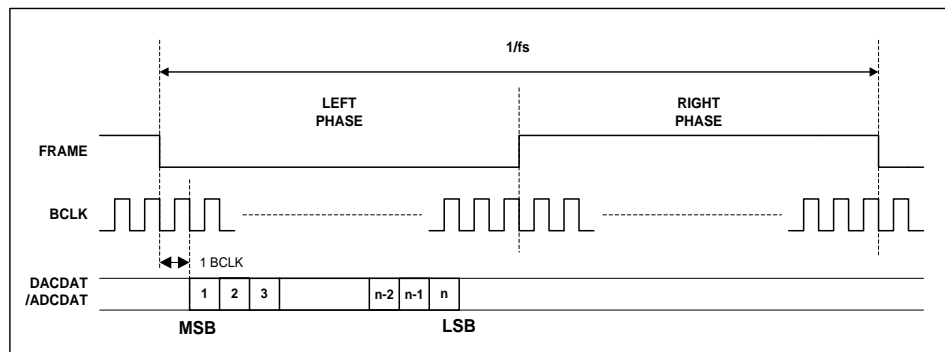 1/fs
LEFT
PHASE
RIGHT
PHASE
FRAME
BCLK
1 BCLK
DACDAT
/ADCDAT
1 2 3 n-2 n-1 n
MSB LSB